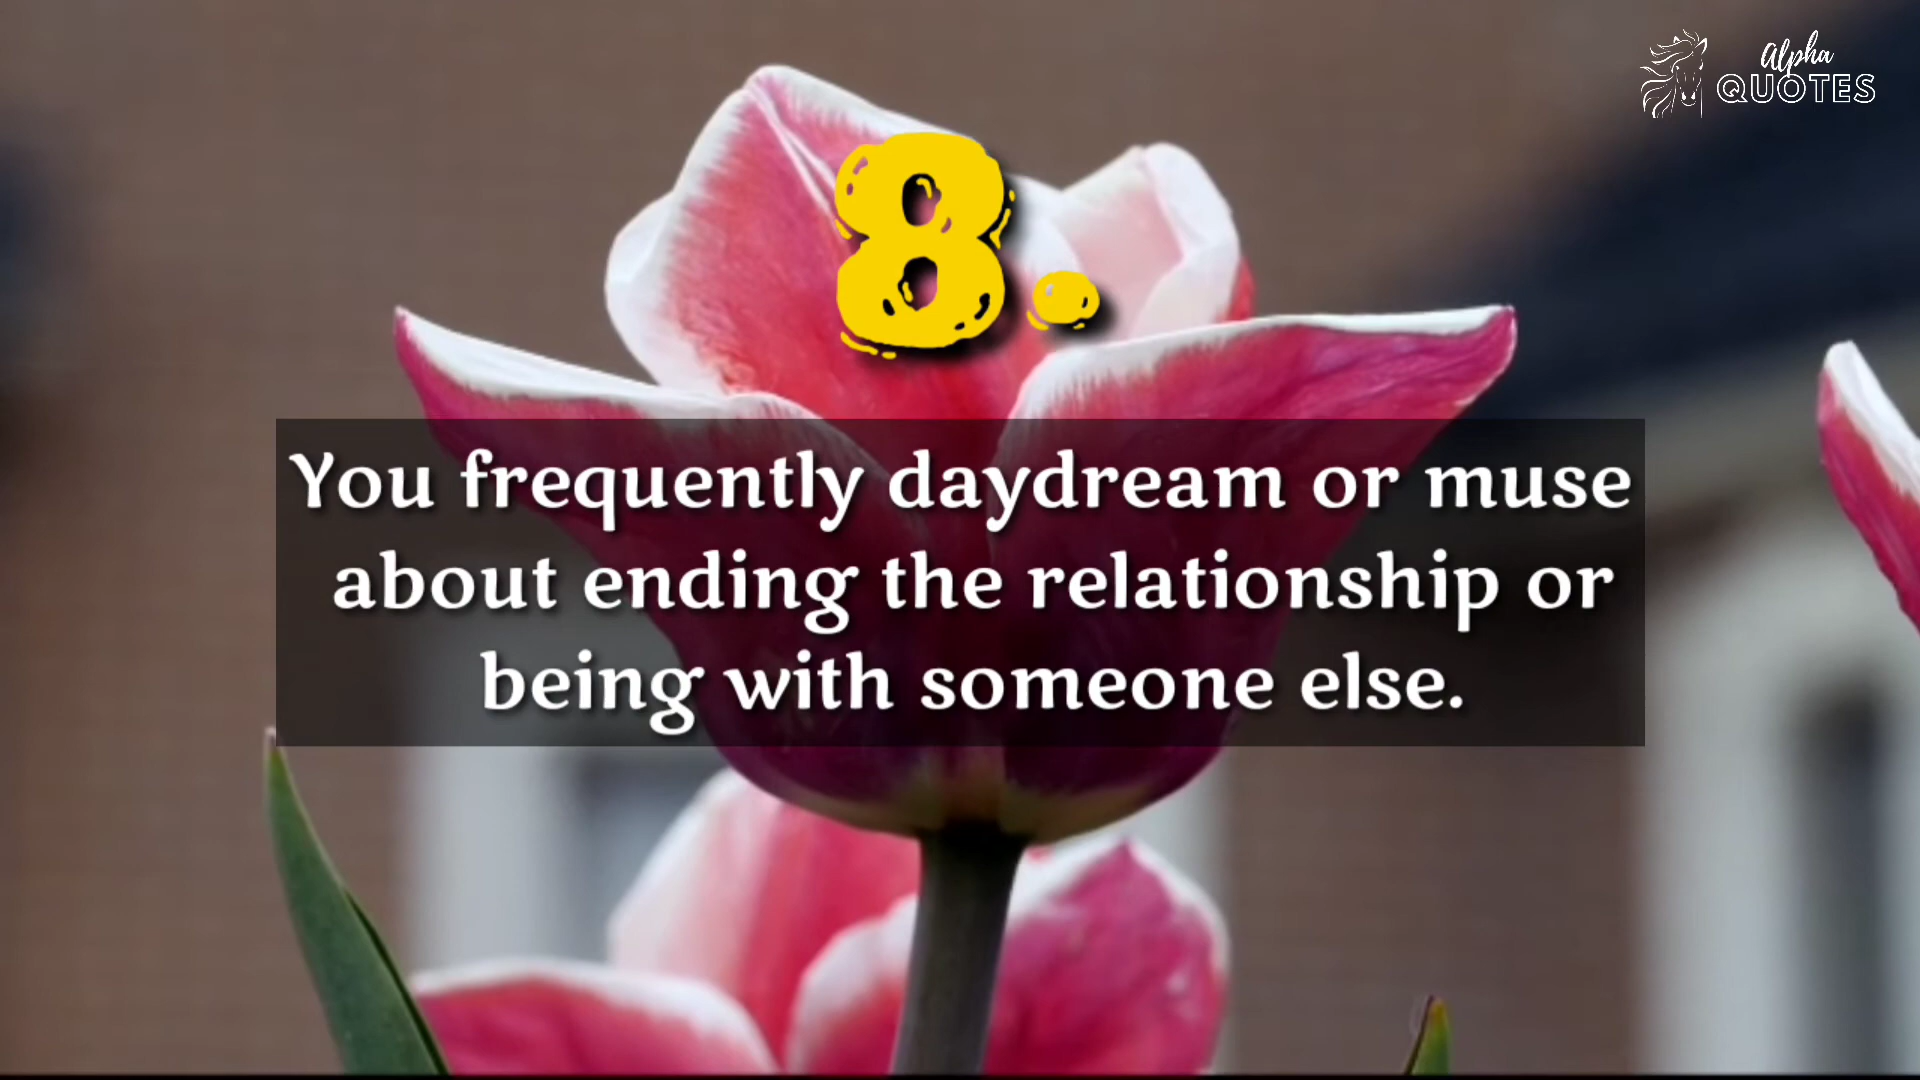 Alpha
QUOTES
8.
You frequently daydream or muse
about ending the relationship or
being with someone else.